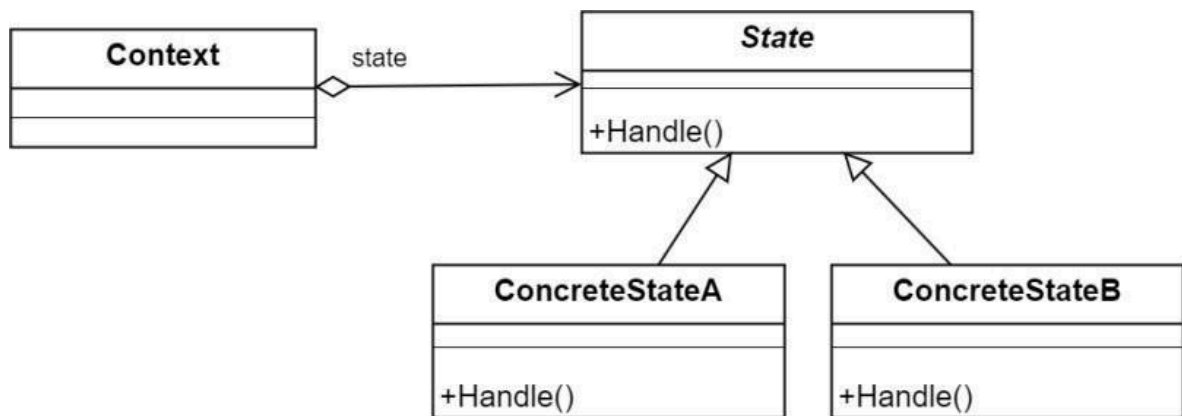 Context
state
State
+Handle()
ConcreteStateA
+Handle()
ConcreteStateB
+Handle()